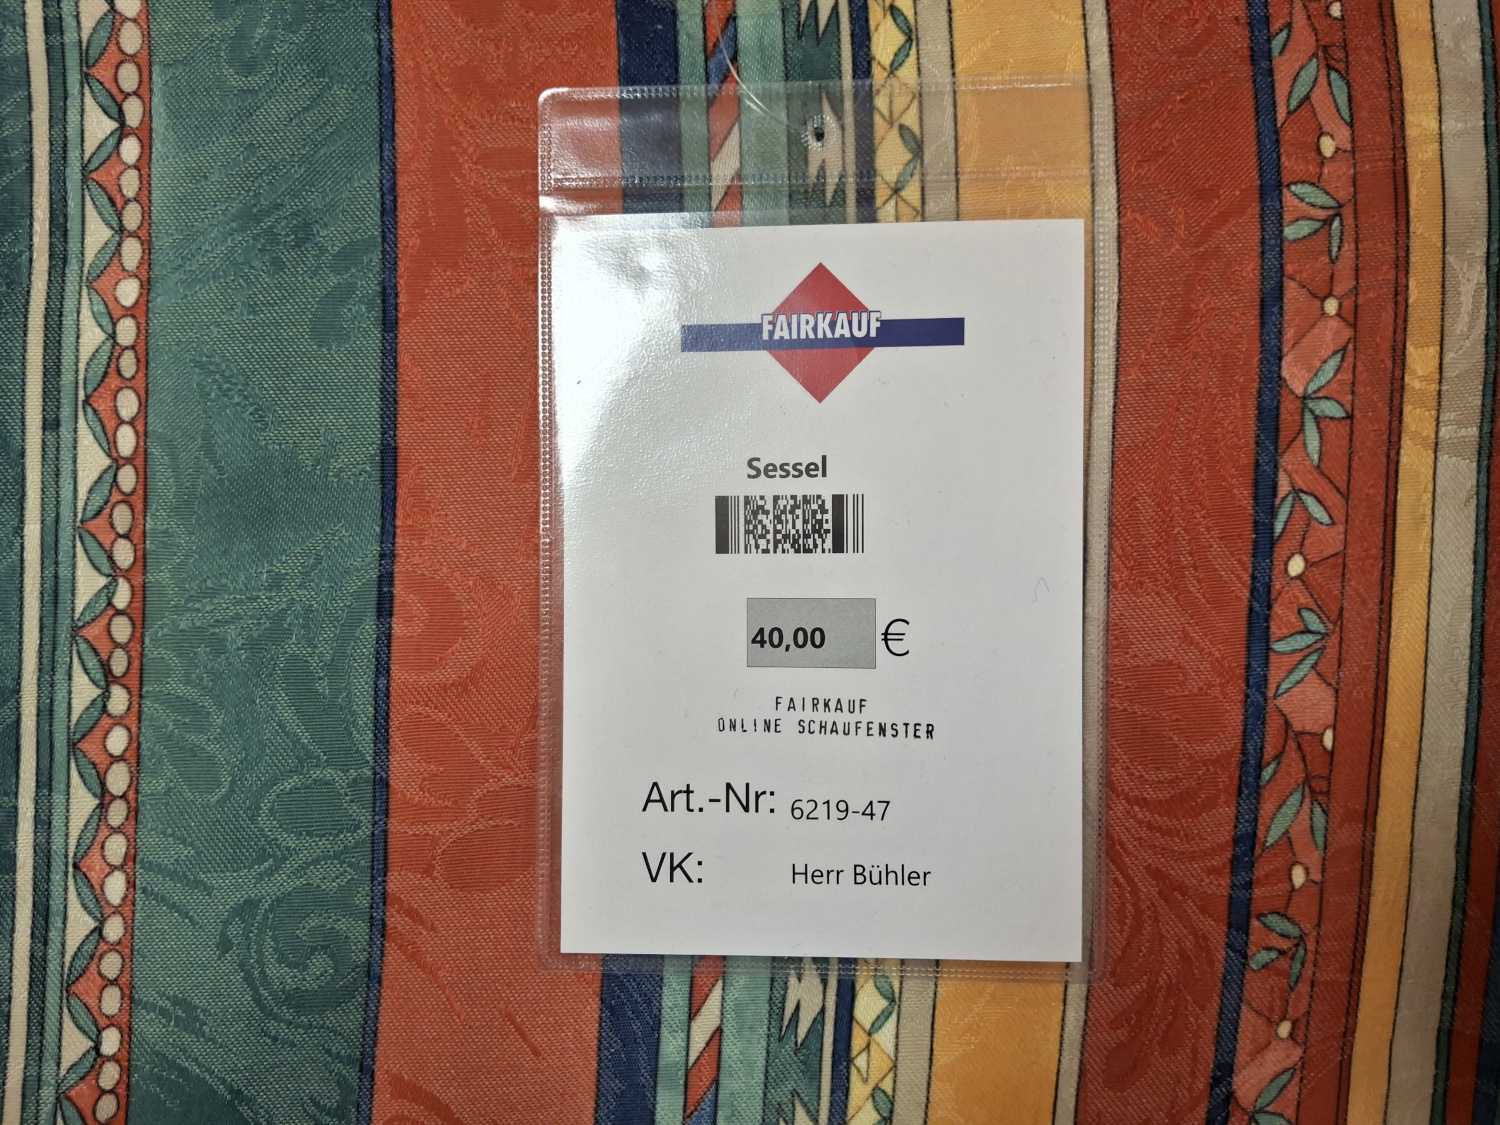 FAIRKAUF
Sessel
40,00 €
FAIRKAUF
ONLINE SCHAUFENSTER
Art.-Nr: 6219-47
VK: Herr Bühler